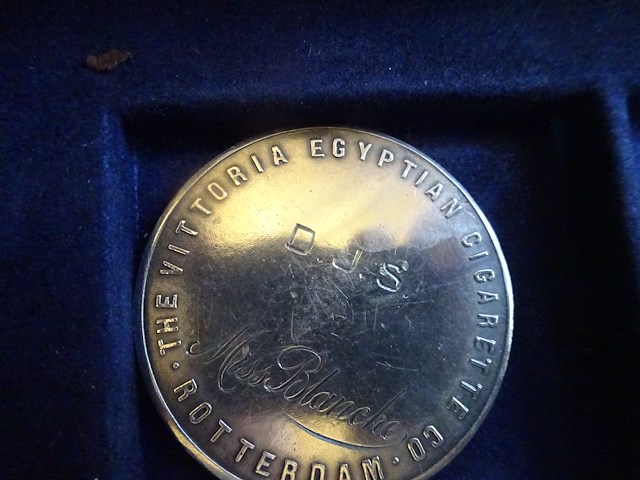 THE VITTORIA EGYPTIAN CIGARETTE CO · ROTTERDAM ·
D.J.S.
Miss Blanche